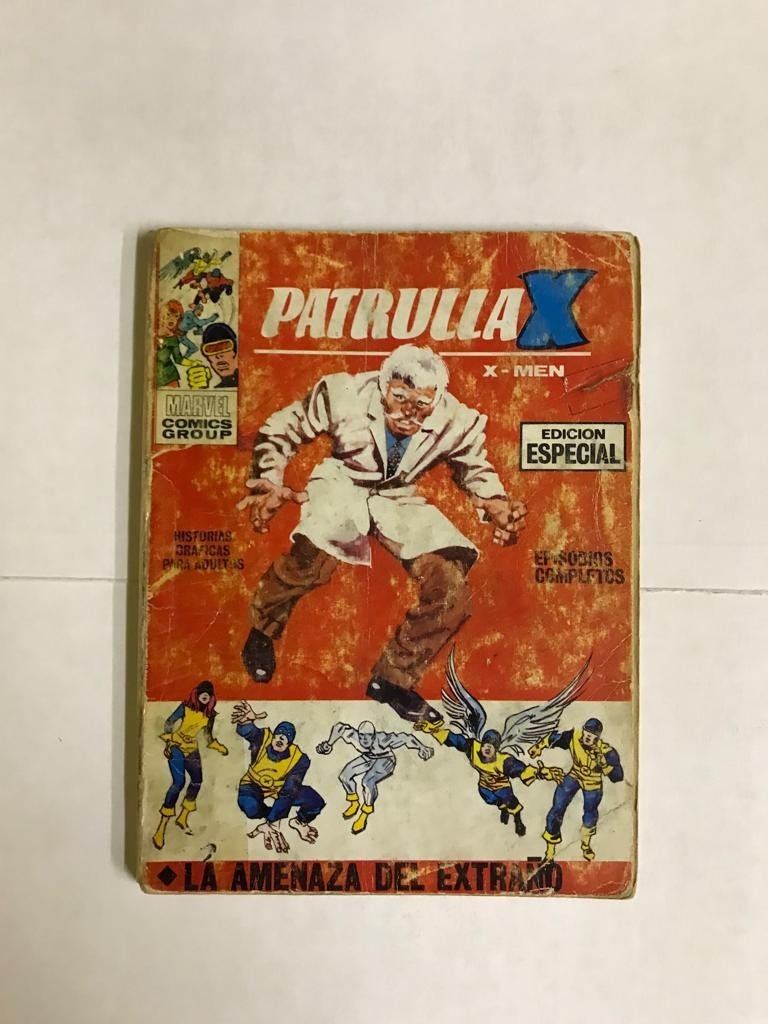 PATRULLA X
X-MEN
MARVEL
COMICS
GROUP
EDICION
ESPECIAL
HISTORIAS
GRAFICAS
PARA ADULTOS
EPISODIOS
COMPLETOS
◆ LA AMENAZA DEL EXTRAÑO